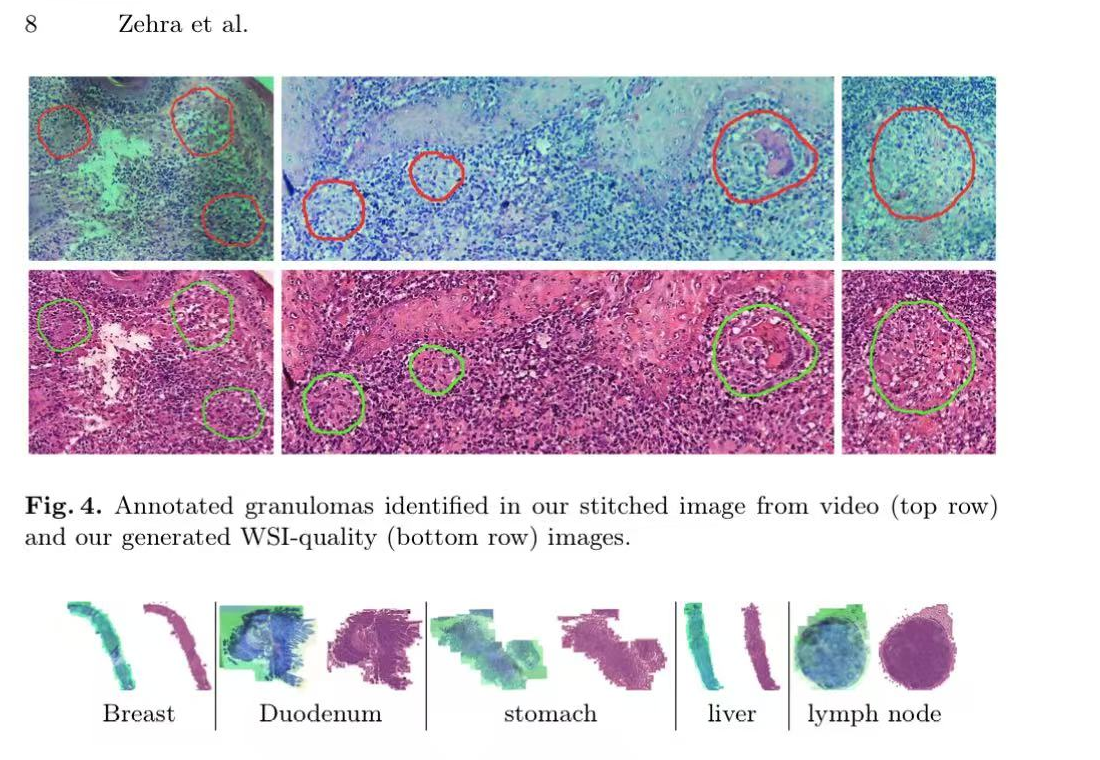 8 Zehra et al.
Fig. 4. Annotated granulomas identified in our stitched image from video (top row)
and our generated WSI-quality (bottom row) images.
Breast Duodenum stomach liver lymph node